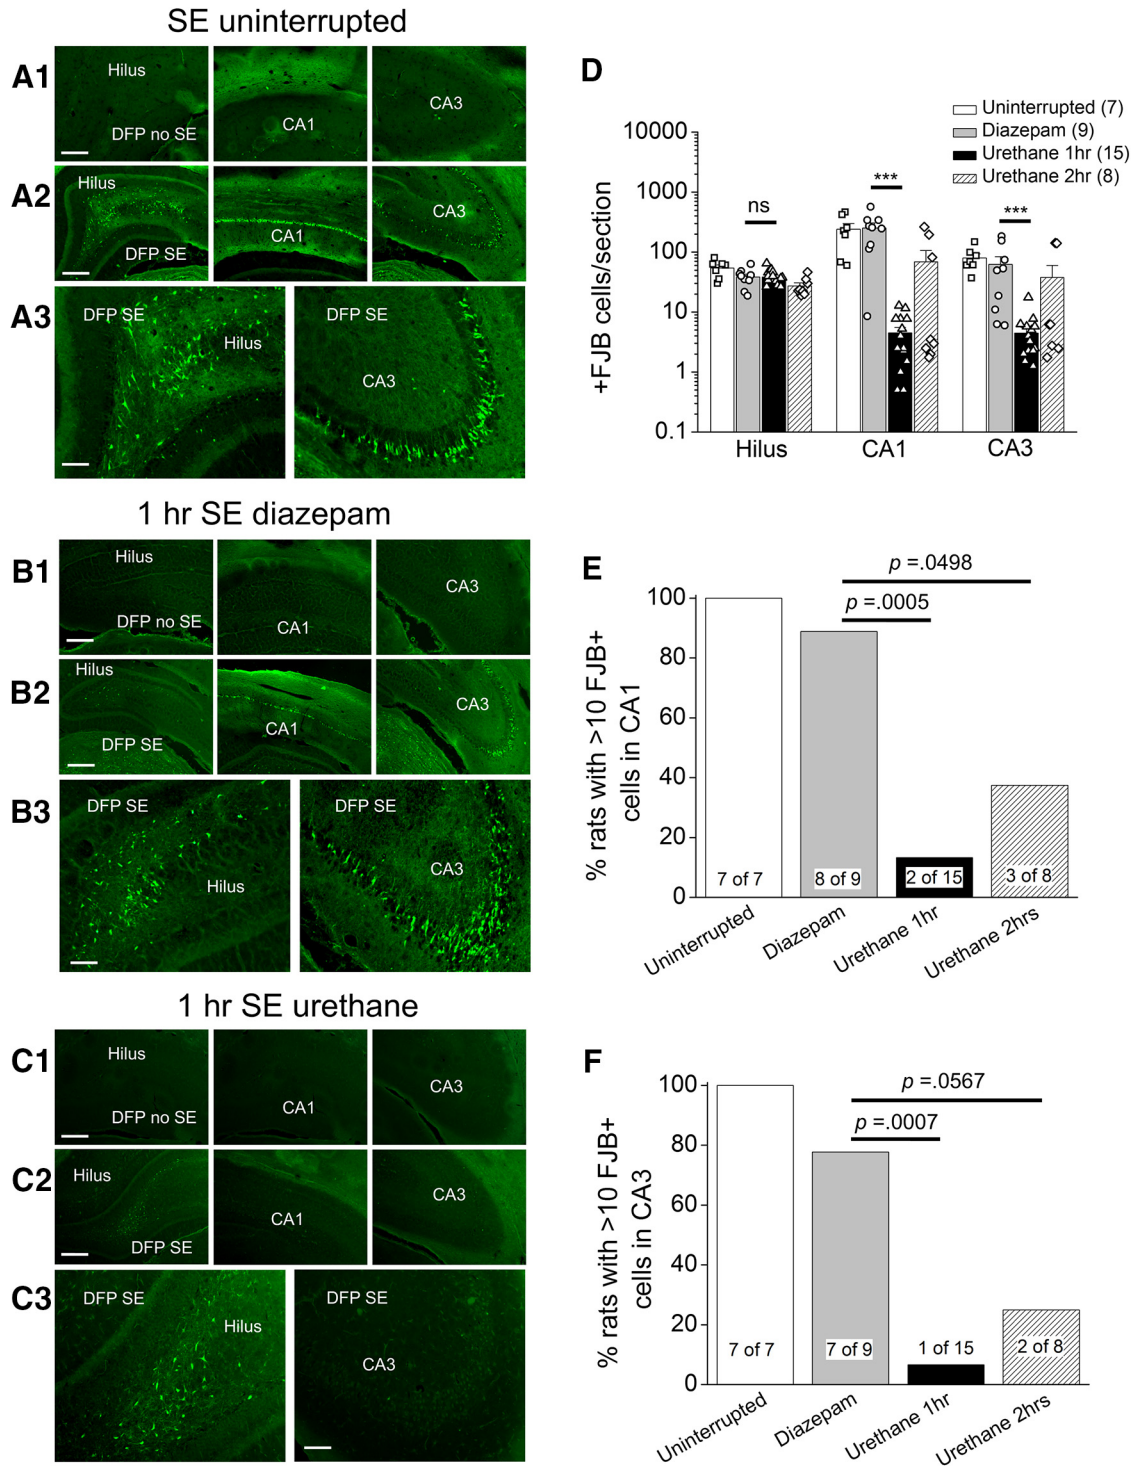 SE uninterrupted
A1
Hilus
DFP no SE
CA1
CA3
A2
Hilus
DFP SE
CA1
CA3
A3
DFP SE
Hilus
DFP SE
CA3
1 hr SE diazepam
B1
Hilus
DFP no SE
CA1
CA3
B2
Hilus
DFP SE
CA1
CA3
B3
DFP SE
Hilus
DFP SE
CA3
1 hr SE urethane
C1
Hilus
DFP no SE
CA1
CA3
C2
Hilus
DFP SE
CA1
CA3
C3
DFP SE
Hilus
DFP SE
CA3
D
Uninterrupted (7)
Diazepam (9)
Urethane 1hr (15)
Urethane 2hr (8)
+FJB cells/section
10000
1000
100
10
1
0.1
ns
***
***
Hilus
CA1
CA3
E
% rats with >10 FJB+
cells in CA1
100
80
60
40
20
0
p =.0498
p =.0005
7 of 7
8 of 9
2 of 15
3 of 8
Uninterrupted
Diazepam
Urethane 1hr
Urethane 2hrs
F
% rats with >10 FJB+
cells in CA3
100
80
60
40
20
0
p =.0567
p =.0007
7 of 7
7 of 9
1 of 15
2 of 8
Uninterrupted
Diazepam
Urethane 1hr
Urethane 2hrs